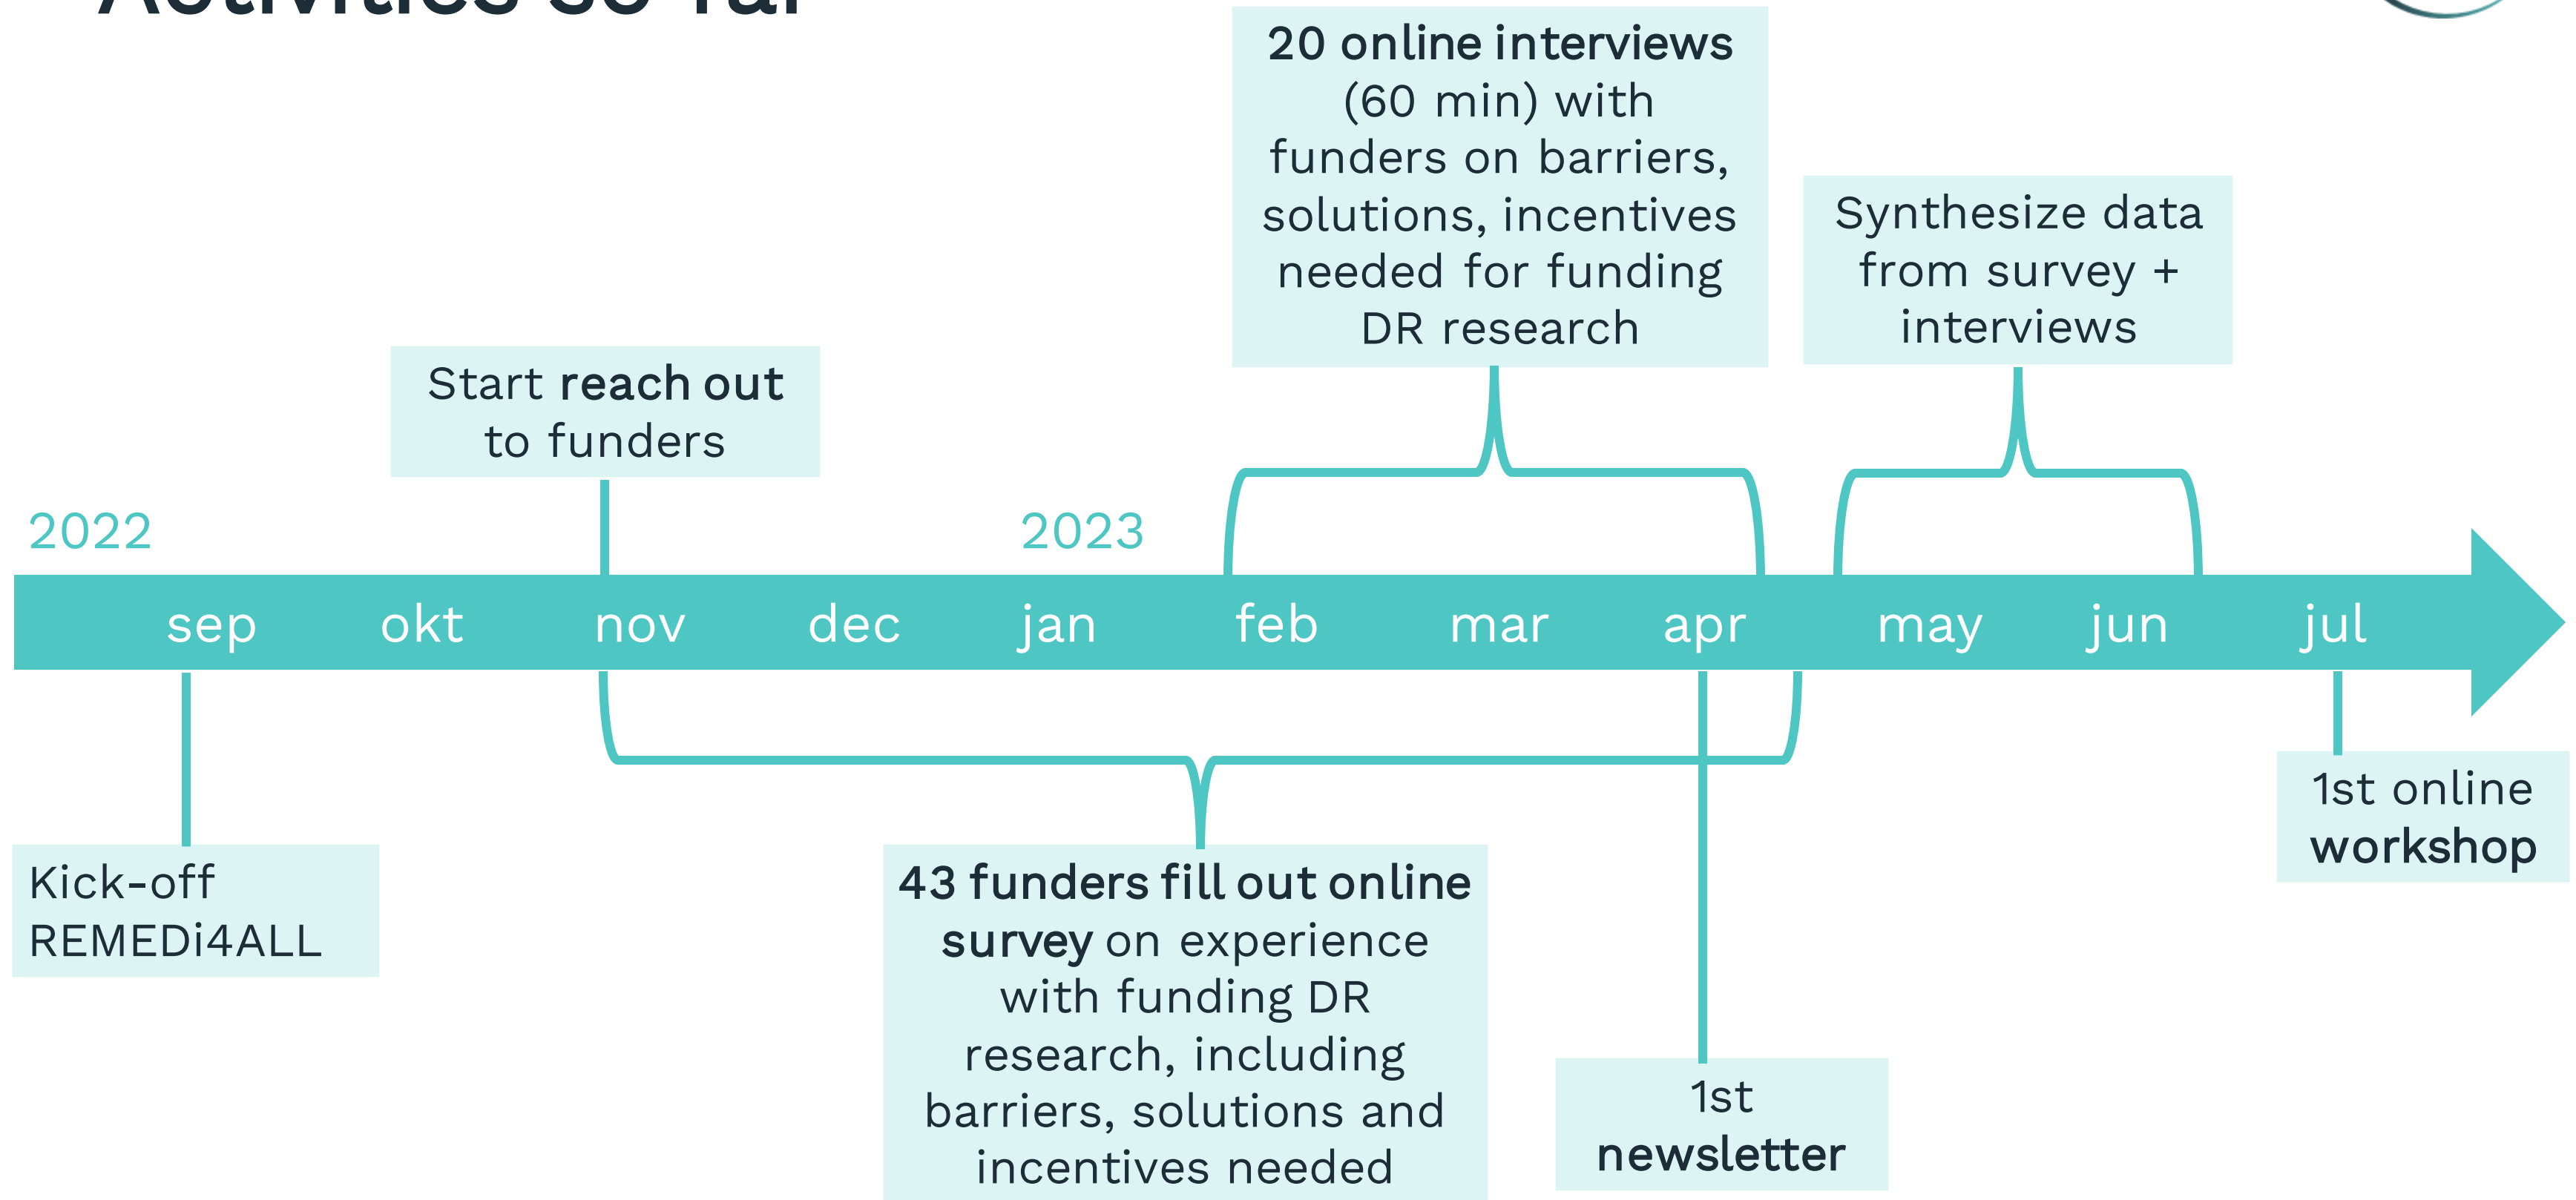 Activities so far
20 online interviews
(60 min) with
funders on barriers,
solutions, incentives
needed for funding
DR research
Synthesize data
from survey +
interviews
Start reach out
to funders
2022
2023
sep okt nov dec jan feb mar apr may jun jul
Kick-off
REMEDi4ALL
43 funders fill out online
survey on experience
with funding DR
research, including
barriers, solutions and
incentives needed
1st
newsletter
1st online
workshop